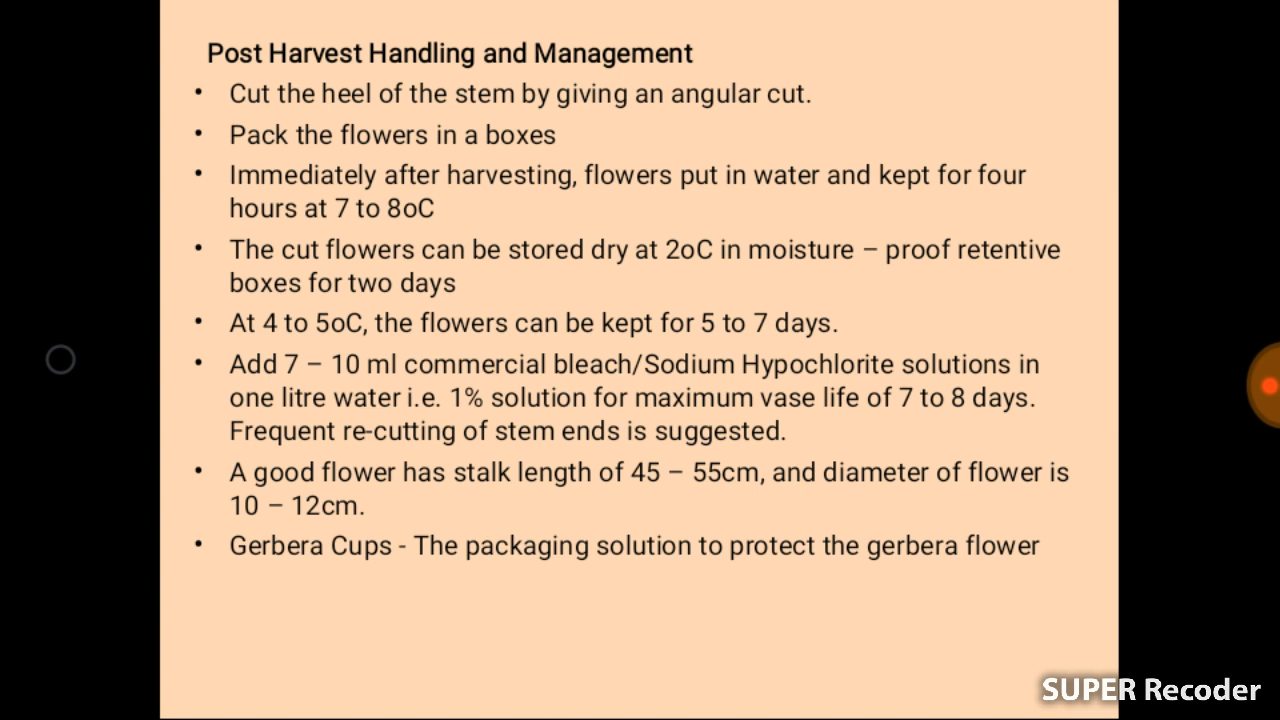 Post Harvest Handling and Management
• Cut the heel of the stem by giving an angular cut.
• Pack the flowers in a boxes
• Immediately after harvesting, flowers put in water and kept for four
hours at 7 to 8oC
• The cut flowers can be stored dry at 2oC in moisture – proof retentive
boxes for two days
• At 4 to 5oC, the flowers can be kept for 5 to 7 days.
• Add 7 – 10 ml commercial bleach/Sodium Hypochlorite solutions in
one litre water i.e. 1% solution for maximum vase life of 7 to 8 days.
Frequent re-cutting of stem ends is suggested.
• A good flower has stalk length of 45 – 55cm, and diameter of flower is
10 – 12cm.
• Gerbera Cups - The packaging solution to protect the gerbera flower
SUPER Recoder